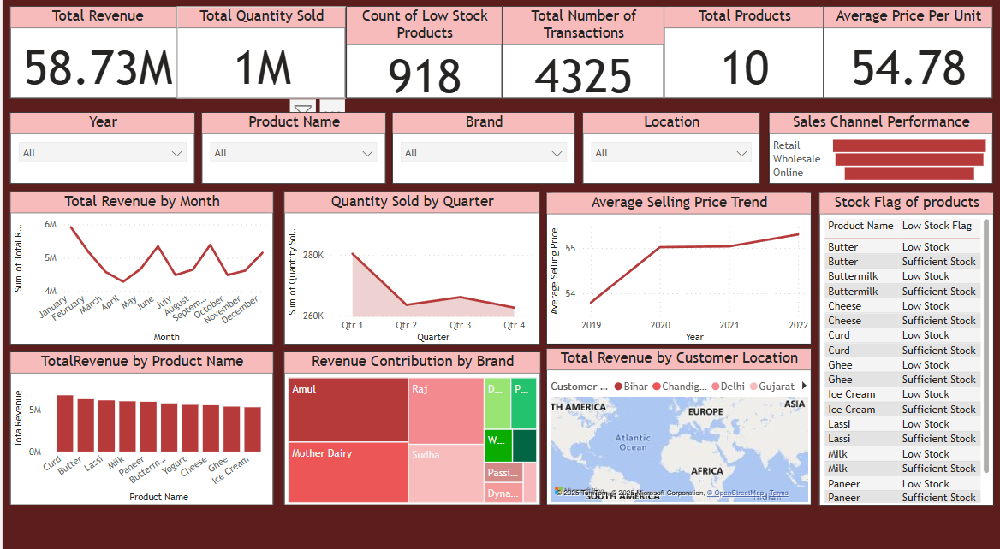 Total Revenue
58.73M
Total Quantity Sold
1M
Count of Low Stock
Products
918
Total Number of
Transactions
4325
Total Products
10
Average Price Per Unit
54.78
Year
All
Product Name
All
Brand
All
Location
All
Sales Channel Performance
Retail
Wholesale
Online
Total Revenue by Month
Sum of Total R...
6M
5M
4M
January
February
March
April
May
June
July
August
Septem...
October
November
December
Month
Quantity Sold by Quarter
Sum of Quantity Sol...
280K
260K
Qtr 1
Qtr 2
Qtr 3
Qtr 4
Quarter
Average Selling Price Trend
Average Selling Price
55
54
2019
2020
2021
2022
Year
Stock Flag of products
Product Name Low Stock Flag
Butter Low Stock
Butter Sufficient Stock
Buttermilk Low Stock
Buttermilk Sufficient Stock
Cheese Low Stock
Cheese Sufficient Stock
Curd Low Stock
Curd Sufficient Stock
Ghee Low Stock
Ghee Sufficient Stock
Ice Cream Low Stock
Ice Cream Sufficient Stock
Lassi Low Stock
Lassi Sufficient Stock
Milk Low Stock
Milk Sufficient Stock
Paneer Low Stock
Paneer Sufficient Stock
TotalRevenue by Product Name
TotalRevenue
5M
0M
Curd
Butter
Lassi
Milk
Paneer
Butterm...
Yogurt
Cheese
Ghee
Ice Cream
Product Name
Revenue Contribution by Brand
Amul
Mother Dairy
Raj
Sudha
D...
P...
W...
Passi...
Dyna...
Total Revenue by Customer Location
Customer ... Bihar Chandig... Delhi Gujarat
TH AMERICA
EUROPE
ASIA
Atlantic
Ocean
AFRICA
© 2025 TomTom, © 2025 Microsoft Corporation, © OpenStreetMap Terms
SOUTH AMERICA
Indian